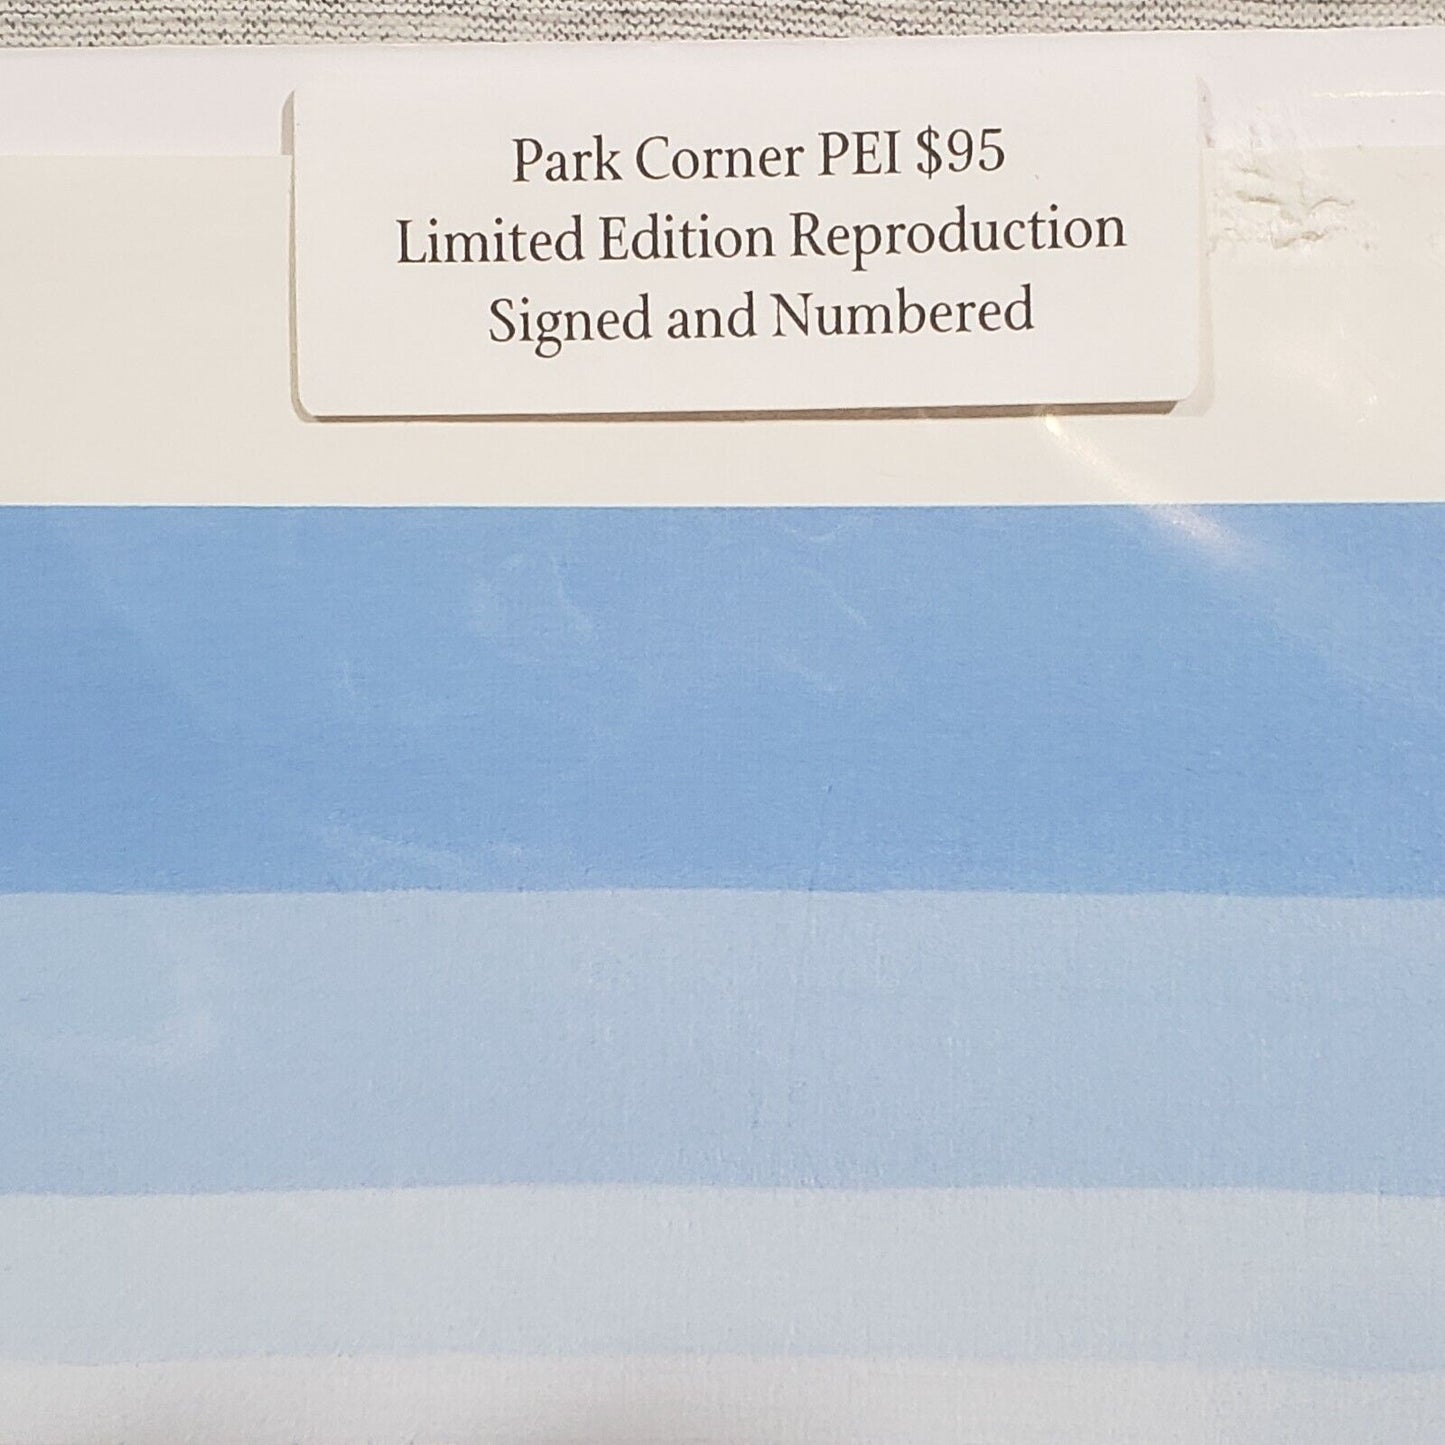 Park Corner PEI $95
Limited Edition Reproduction
Signed and Numbered